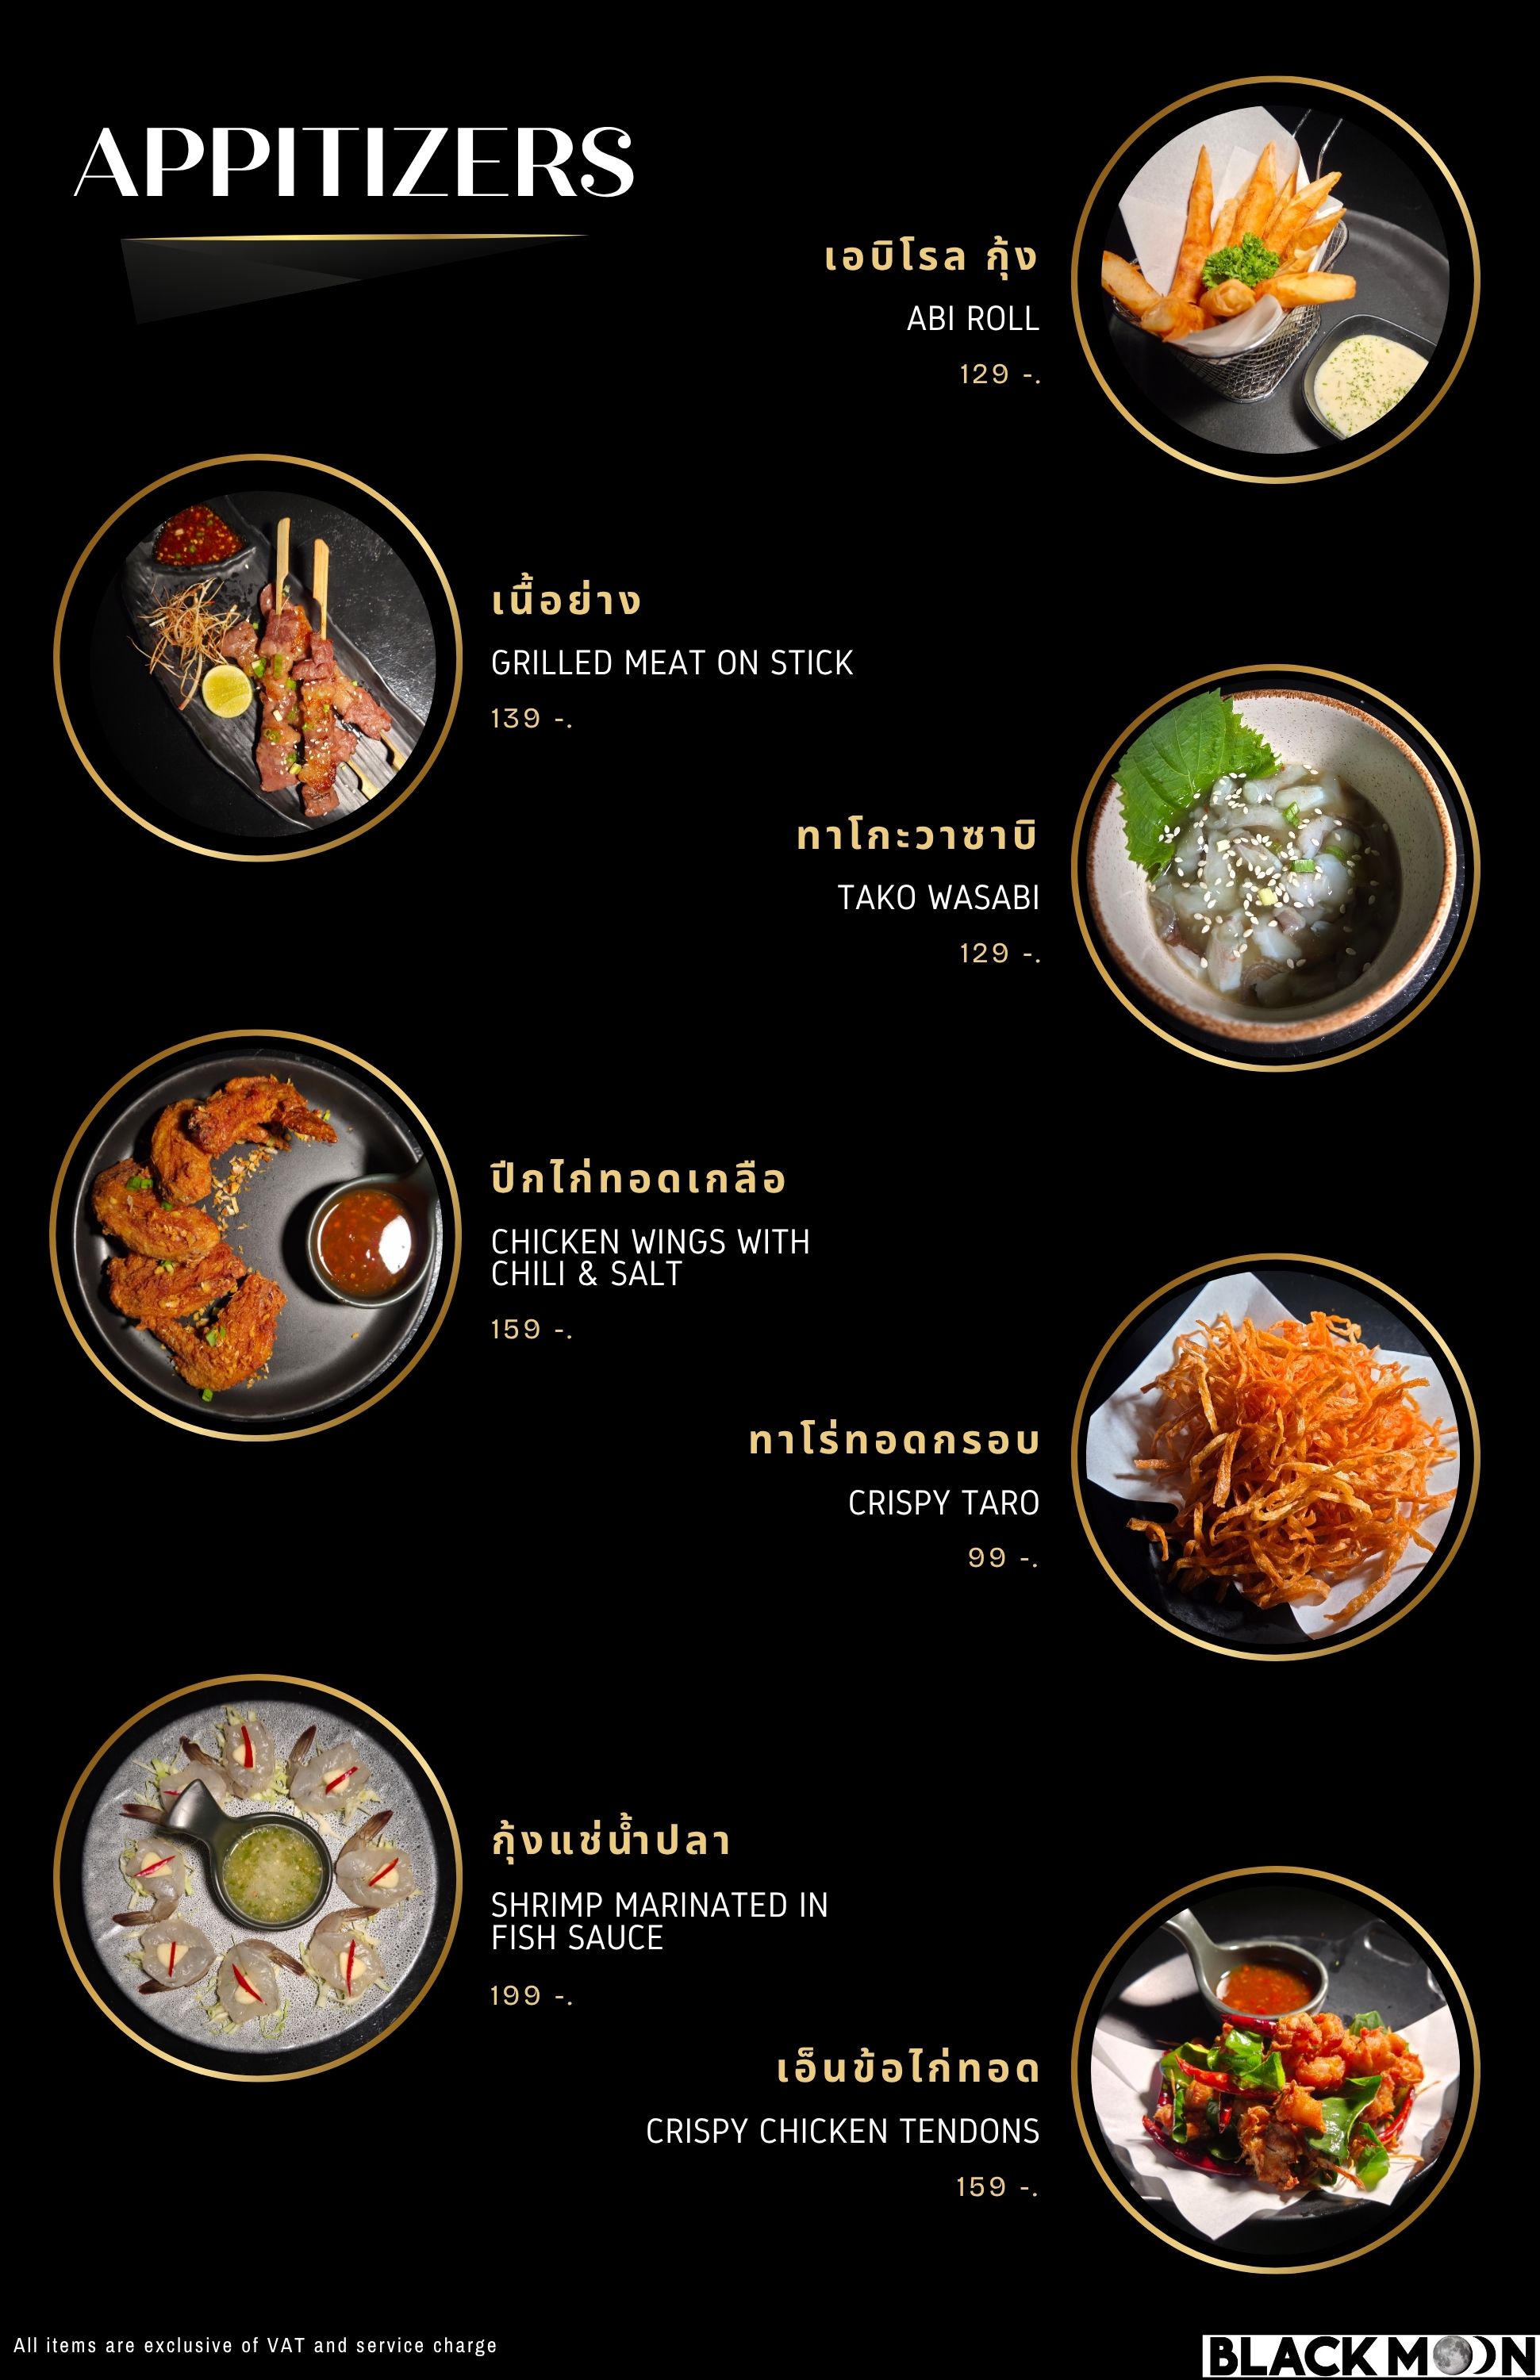 APPITIZERS
เอบิโรล กุ้ง
ABI ROLL
129 -.
เนื้อย่าง
GRILLED MEAT ON STICK
139 -.
ทาโกะวาซาบิ
TAKO WASABI
129 -.
ปีกไก่ทอดเกลือ
CHICKEN WINGS WITH
CHILI & SALT
159 -.
ทาโร่ทอดกรอบ
CRISPY TARO
99 -.
กุ้งแช่น้ำปลา
SHRIMP MARINATED IN
FISH SAUCE
199 -.
เอ็นข้อไก่ทอด
CRISPY CHICKEN TENDONS
159 -.
All items are exclusive of VAT and service charge
BLACKMOON